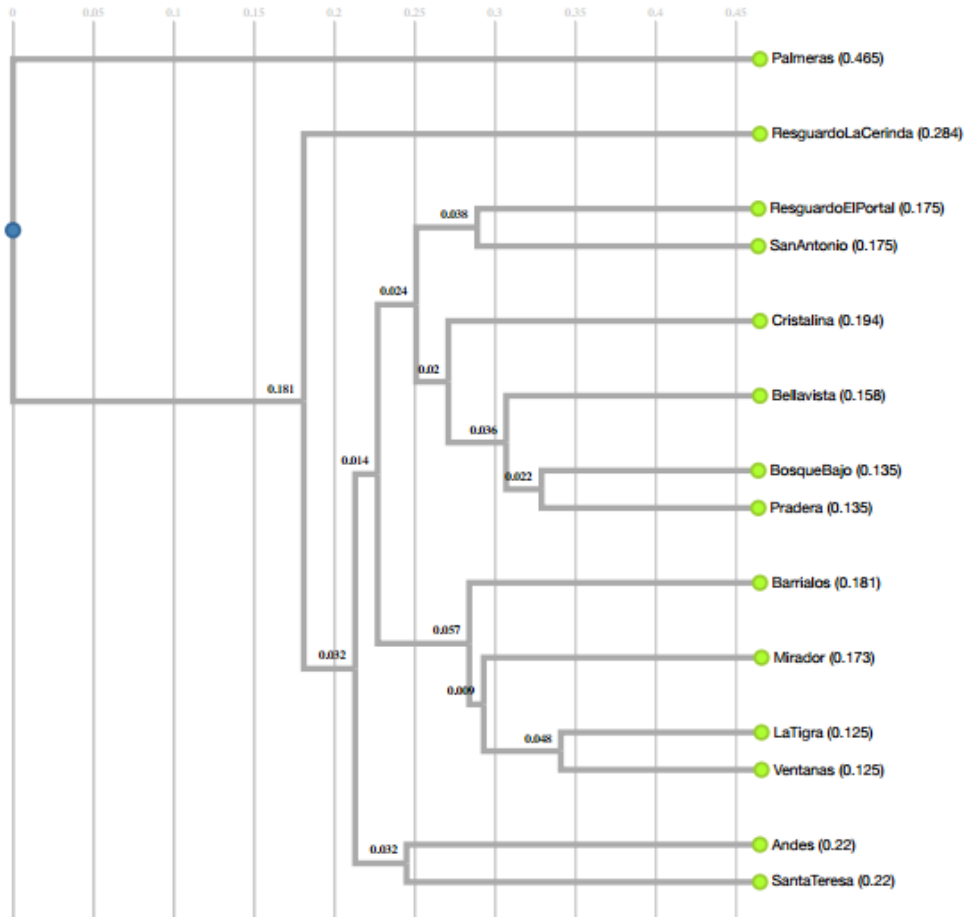 0 0.05 0.1 0.15 0.2 0.25 0.3 0.35 0.4 0.45
Palmeras (0.465)
ResguardoLaCerinda (0.284)
ResguardoElPortal (0.175)
0.038
SanAntonio (0.175)
0.024
Cristalina (0.194)
0.02
0.181
Bellavista (0.158)
0.036
0.014
BosqueBajo (0.135)
0.022
Pradera (0.135)
Barrialos (0.181)
0.057
0.032
Mirador (0.173)
0.009
LaTigra (0.125)
0.048
Ventanas (0.125)
Andes (0.22)
0.032
SantaTeresa (0.22)